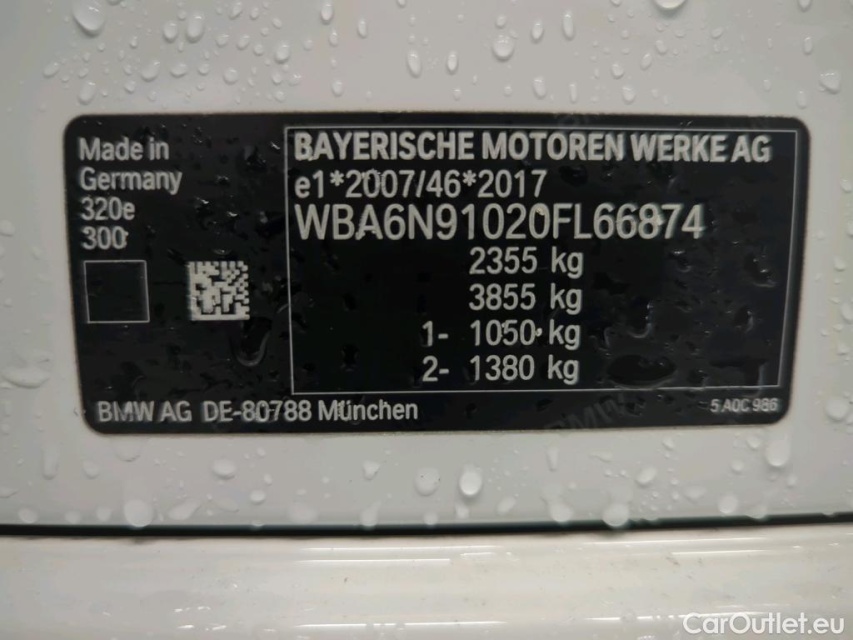 Made in
Germany
320e
300
BAYERISCHE MOTOREN WERKE AG
e1*2007/46*2017
WBA6N91020FL66874
2355 kg
3855 kg
1- 1050 kg
2- 1380 kg
BMW AG DE-80788 München
5 A0C 986
CarOutlet.eu